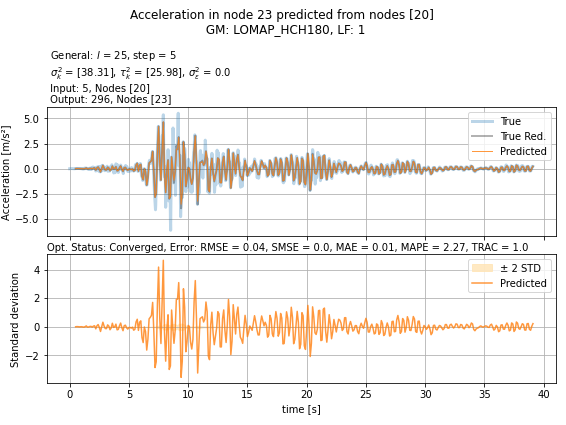 Acceleration in node 23 predicted from nodes [20]
GM: LOMAP_HCH180, LF: 1
General: l = 25, step = 5
σ²ₖ = [38.31], τ²ₖ = [25.98], σ²ε = 0.0
Input: 5, Nodes [20]
Output: 296, Nodes [23]
Acceleration [m/s²]
5.0
2.5
0.0
−2.5
−5.0
True
True Red.
Predicted
Opt. Status: Converged, Error: RMSE = 0.04, SMSE = 0.0, MAE = 0.01, MAPE = 2.27, TRAC = 1.0
Standard deviation
4
2
0
−2
± 2 STD
Predicted
0 5 10 15 20 25 30 35 40
time [s]